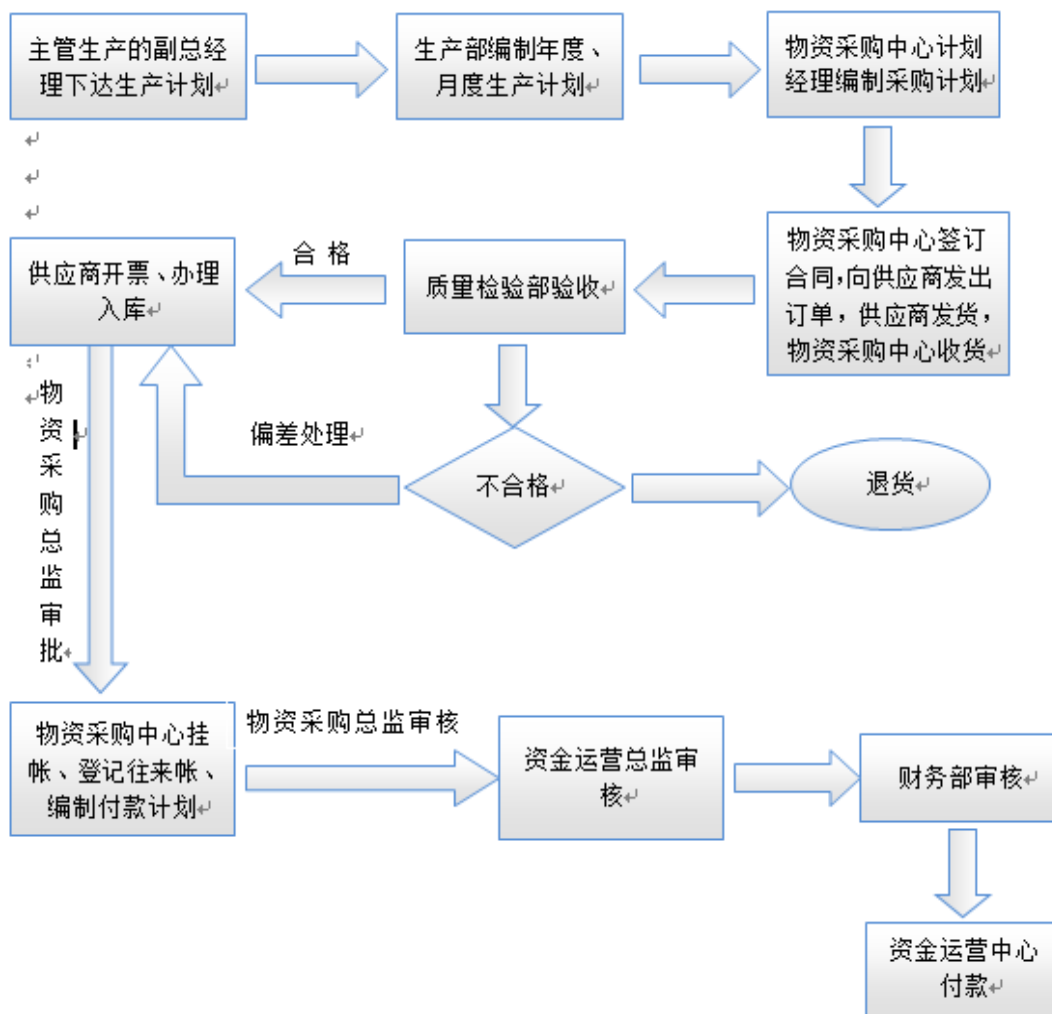 主管生产的副总经
理下达生产计划
生产部编制年度、
月度生产计划
物资采购中心计划
经理编制采购计划
供应商开票、办理
入库
合 格
质量检验部验收
物资采购中心签订
合同,向供应商发出
订单，供应商发货，
物资采购中心收货
物
资
采
购
总
监
审
批
偏差处理
不合格
退货
物资采购中心挂
帐、登记往来帐、
编制付款计划
物资采购总监审核
资金运营总监审
核
财务部审核
资金运营中心
付款